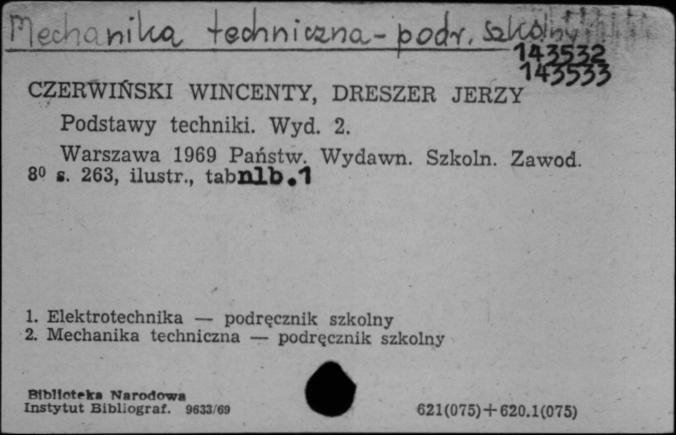 Mechanika techniczna - podr. szkolny
143532
143533
CZERWIŃSKI WINCENTY, DRESZER JERZY
Podstawy techniki. Wyd. 2.
Warszawa 1969 Państw. Wydawn. Szkoln. Zawod.
8⁰ s. 263, ilustr., tabnlb.1
1. Elektrotechnika — podręcznik szkolny
2. Mechanika techniczna — podręcznik szkolny
Biblioteka Narodowa
Instytut Bibliograf. 9633/69
621(075)+620.1(075)